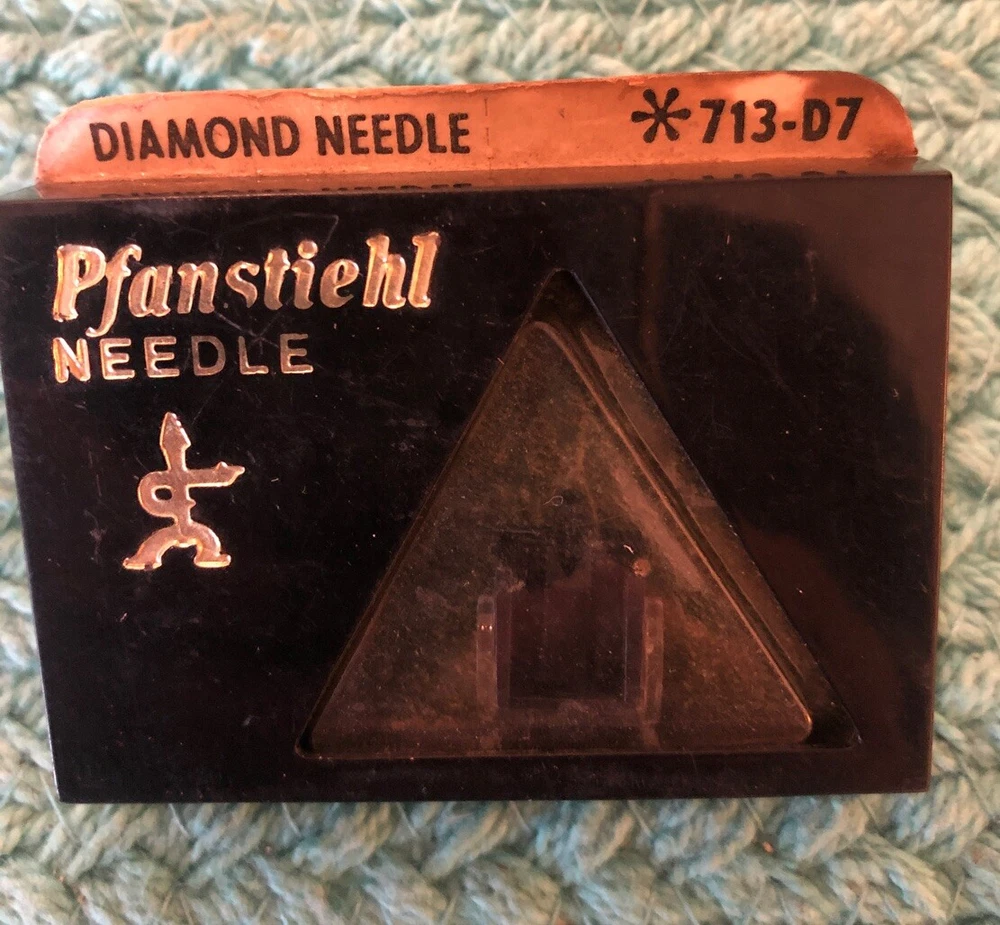 DIAMOND NEEDLE *713-D7
Pfanstiehl
NEEDLE